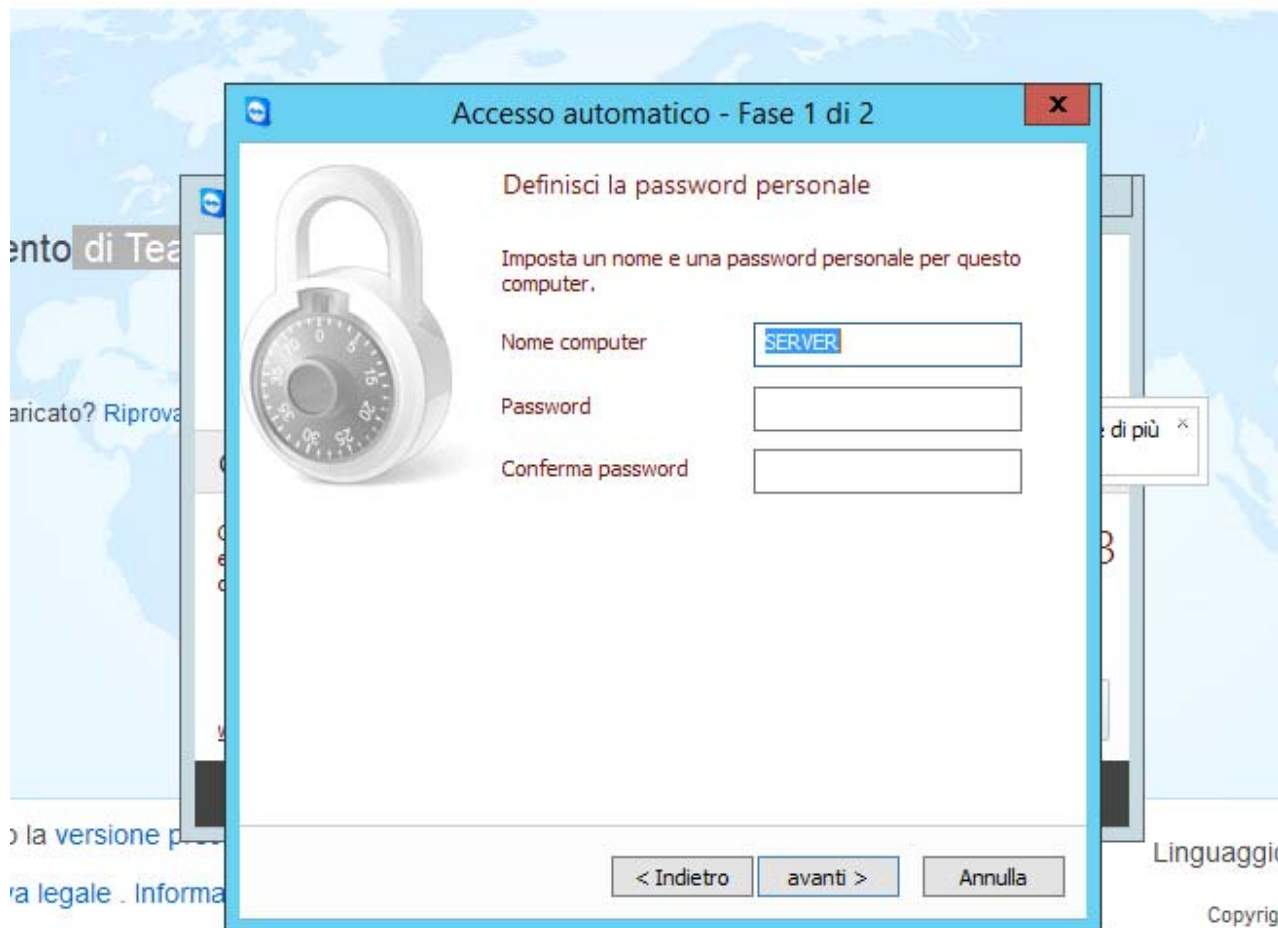 Accesso automatico - Fase 1 di 2
x
Definisci la password personale
ento di Tea
Imposta un nome e una password personale per questo
computer.
Nome computer SERVER
Password
aricato? Riprova
e di più ×
Conferma password
3
< Indietro avanti > Annulla
o la versione
Linguaggio
va legale . Informa
Copyrig